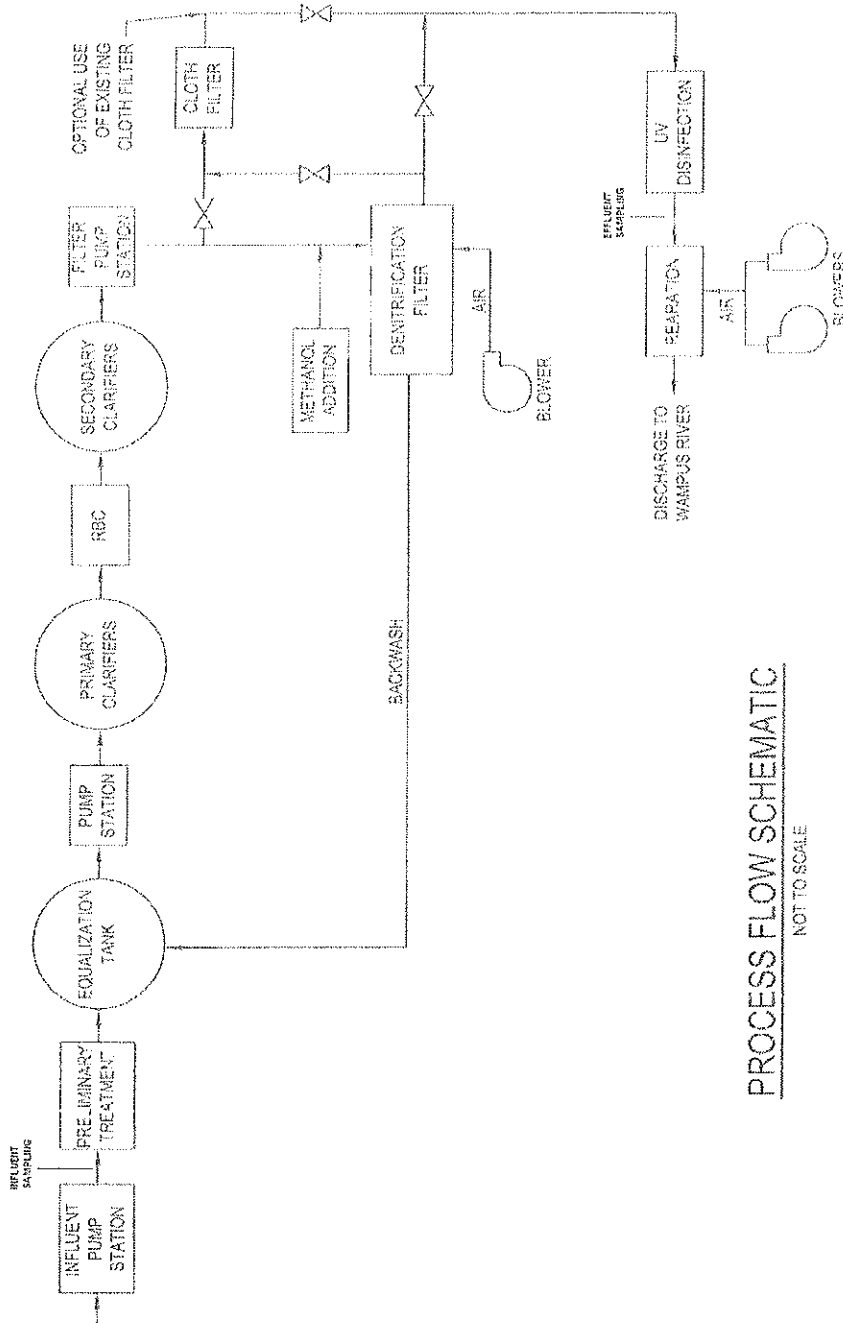 INFLUENT
PUMP
STATION
INFLUENT
SAMPLING
PRELIMINARY
TREATMENT
EQUALIZATION
TANK
PUMP
STATION
PRIMARY
CLARIFIERS
RBC
SECONDARY
CLARIFIERS
FILTER
PUMP
STATION
OPTIONAL USE
OF EXISTING
CLOTH FILTER
CLOTH
FILTER
METHANOL
ADDITION
DENITRIFICATION
FILTER
BACKWASH
AIR
BLOWER
UV
DISINFECTION
EFFLUENT
SAMPLING
REARATION
AIR
BLOWERS
DISCHARGE TO
WAMPUS RIVER
PROCESS FLOW SCHEMATIC
NOT TO SCALE